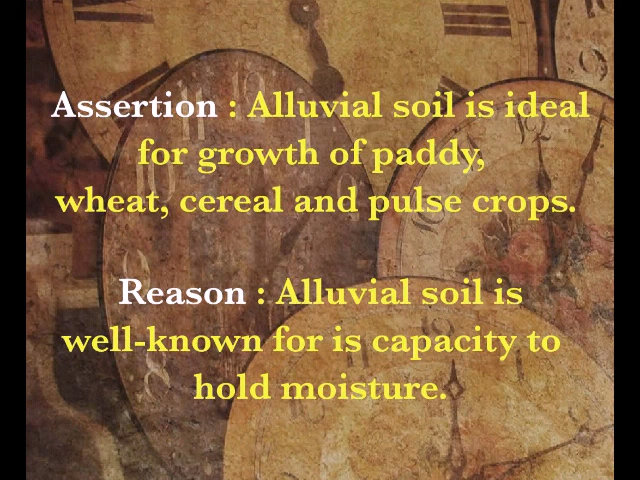 Assertion : Alluvial soil is ideal
for growth of paddy,
wheat, cereal and pulse crops.
Reason : Alluvial soil is
well-known for is capacity to
hold moisture.